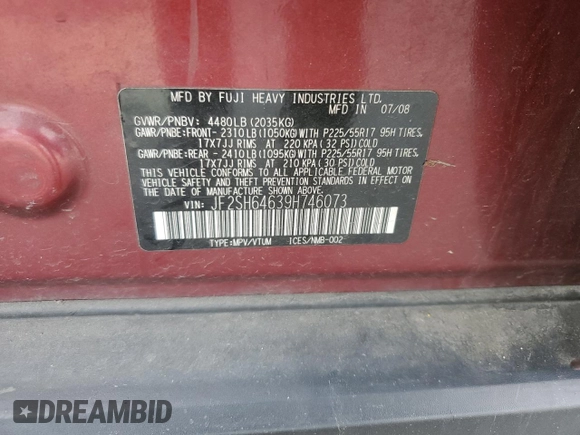 MFD BY FUJI HEAVY INDUSTRIES LTD.
MFD IN 07/08
GVWR/PNBV: 4480LB(2035KG)
GAWR/PNBE:FRONT- 2310LB(1050KG)WITH P225/55R17 95H TIRES,
17X7JJ RIMS AT 220 KPA(32 PSI)COLD
GAWR/PNBE:REAR - 2410LB(1095KG)WITH P225/55R17 95H TIRES,
17X7JJ RIMS AT 210 KPA(30 PSI)COLD
THIS VEHICLE CONFORMS TO ALL APPLICABLE FEDERAL MOTOR
VEHICLE SAFETY AND THEFT PREVENTION STANDARDS IN EFFECT ON
THE DATE OF MANUFACTURE SHOWN ABOVE.
VIN: JF2SH64639H746073
TYPE:MPV/VTUM ICES/NMB-002
DREAMBID